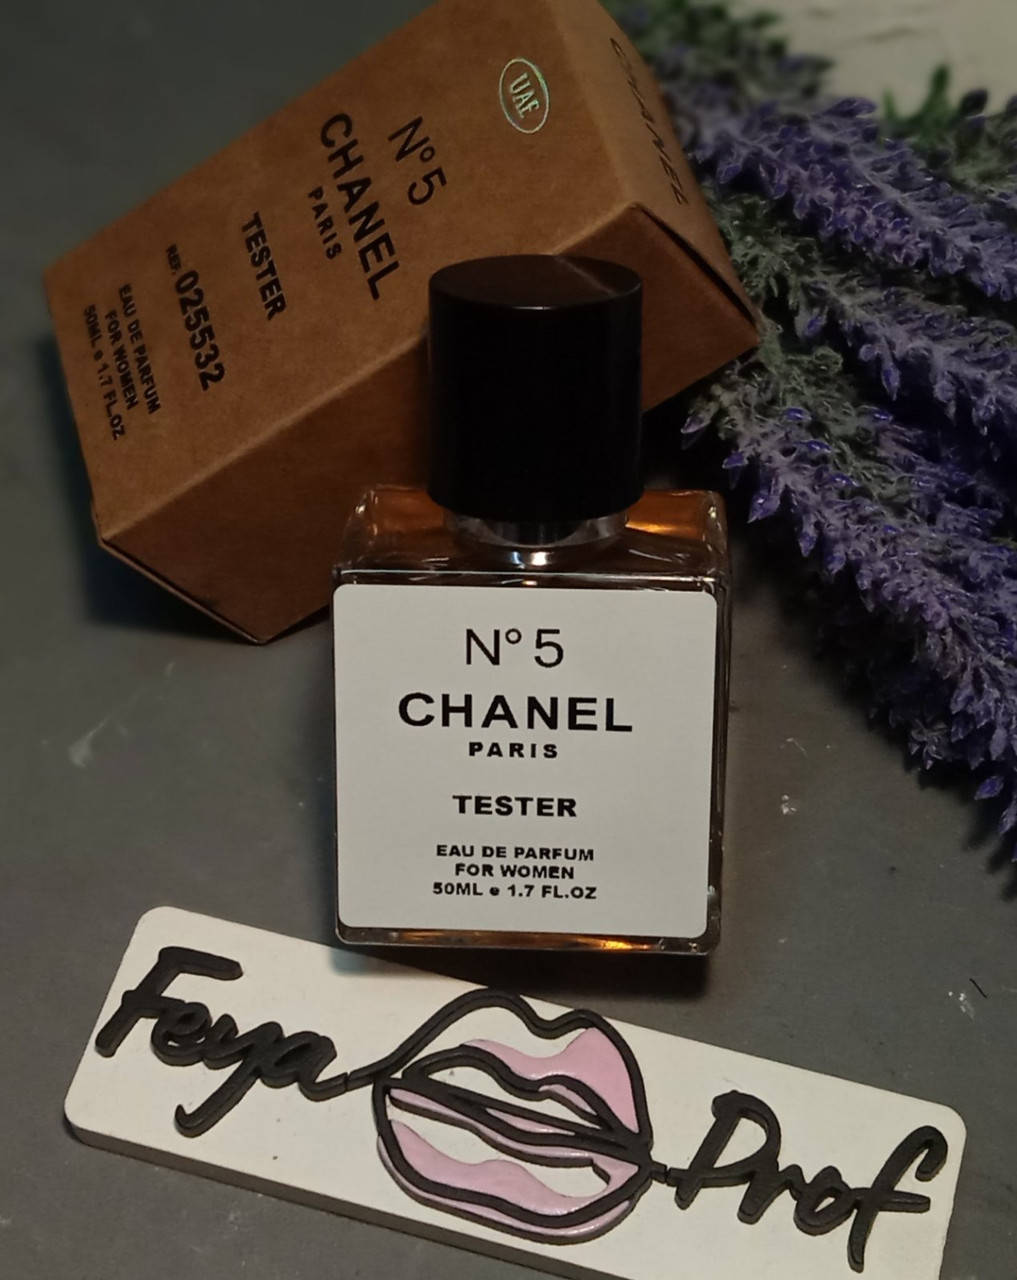 UAE
CHANEL
N° 5
CHANEL
PARIS
TESTER
REF. 025532
EAU DE PARFUM
FOR WOMEN
50ML e 1.7 FL.OZ
N° 5
CHANEL
PARIS
TESTER
EAU DE PARFUM
FOR WOMEN
50ML e 1.7 FL.OZ
Feya Prof